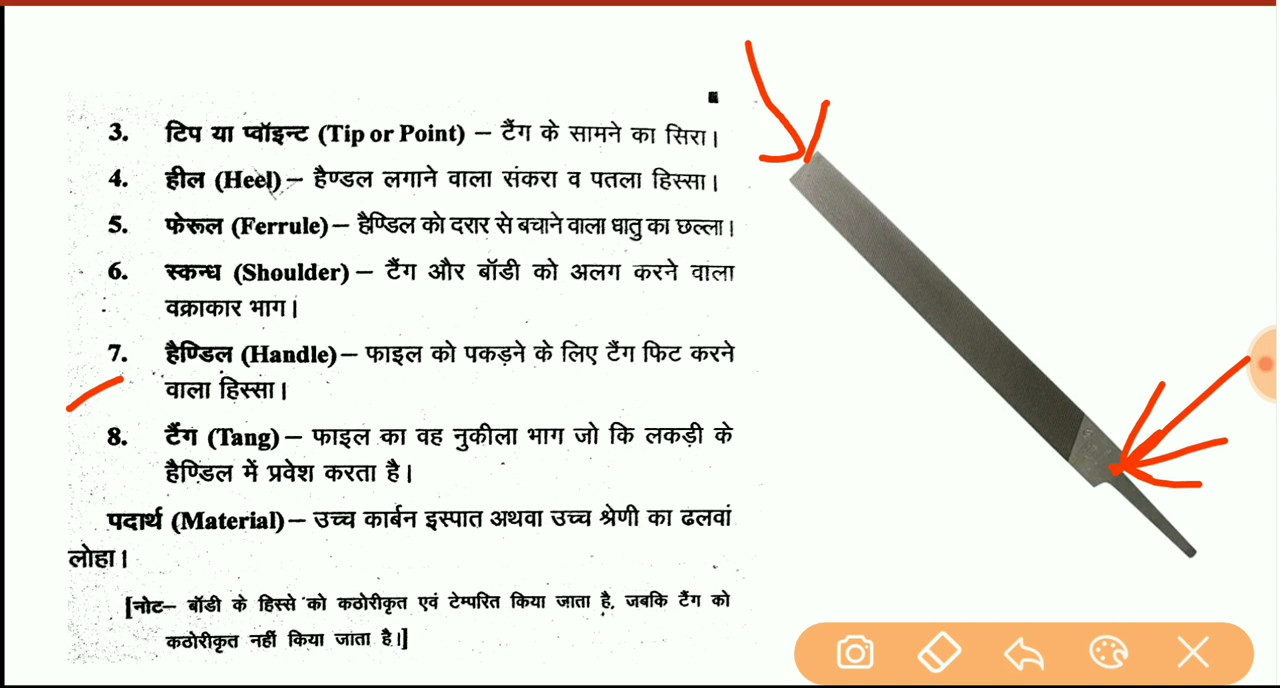 3. टिप या प्वॉइन्ट (Tip or Point) – टैंग के सामने का सिरा।
4. हील (Heel) – हैण्डल लगाने वाला संकरा व पतला हिस्सा।
5. फेरूल (Ferrule) – हैण्डिल को दरार से बचाने वाला धातु का छल्ला।
6. स्कन्ध (Shoulder) – टैंग और बॉडी को अलग करने वाला
वक्राकार भाग।
7. हैण्डिल (Handle) – फाइल को पकड़ने के लिए टैंग फिट करने
वाला हिस्सा।
8. टैंग (Tang) – फाइल का वह नुकीला भाग जो कि लकड़ी के
हैण्डिल में प्रवेश करता है।
पदार्थ (Material) – उच्च कार्बन इस्पात अथवा उच्च श्रेणी का ढलवां
लोहा।
[नोट– बॉडी के हिस्से को कठोरीकृत एवं टेम्परित किया जाता है, जबकि टैंग को
कठोरीकृत नहीं किया जाता है।]